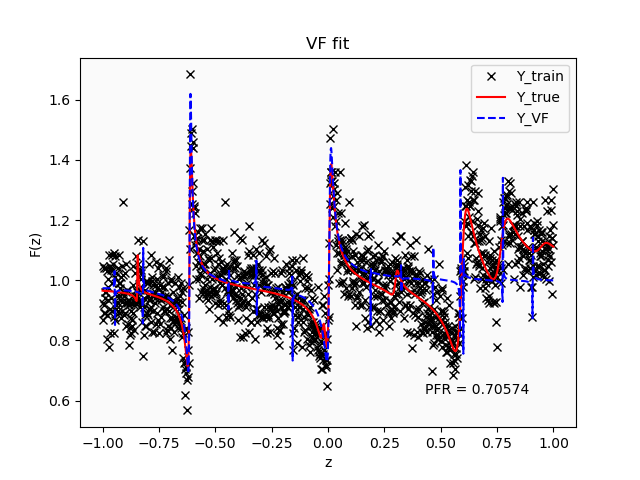 VF fit
Y_train
Y_true
Y_VF
1.6
1.4
1.2
1.0
0.8
0.6
F(z)
PFR = 0.70574
−1.00 −0.75 −0.50 −0.25 0.00 0.25 0.50 0.75 1.00
z